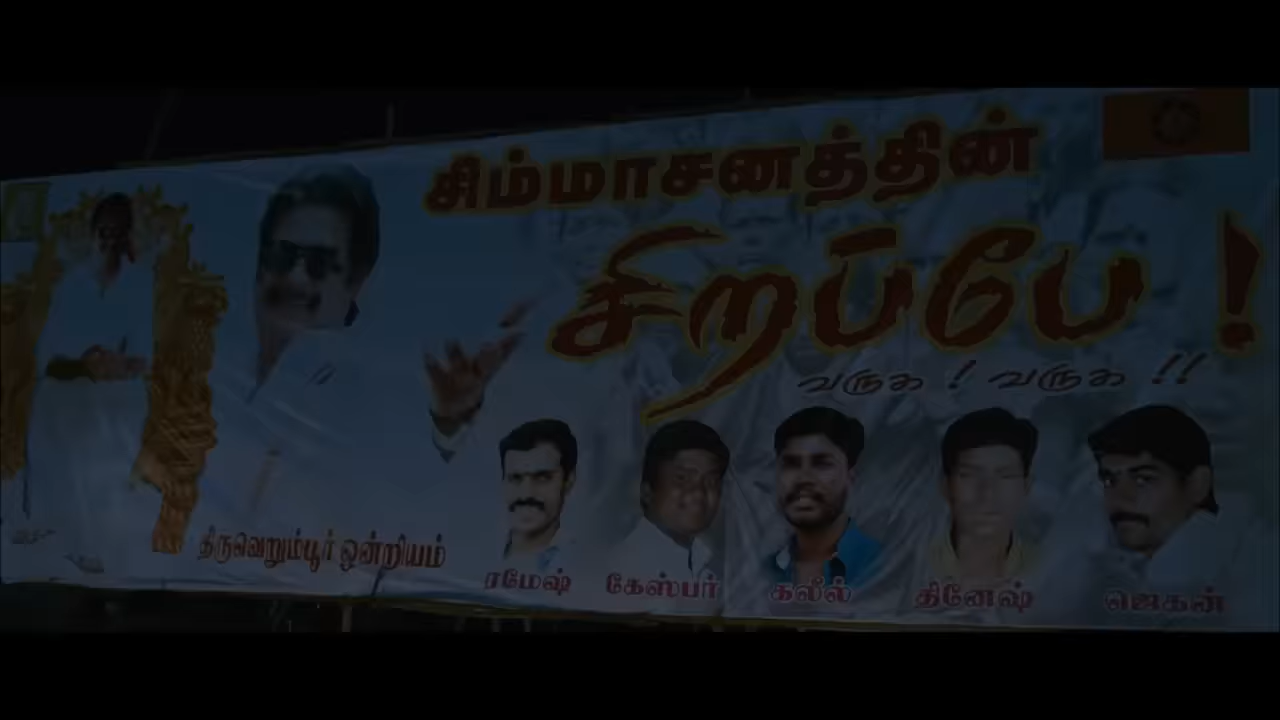 சிம்மாசனத்தின்
சிறப்பே !
வருக ! வருக !!
திருவெறும்பூர் ஒன்றியம்
ரமேஷ் கேஸ்பர் கலீல் தினேஷ் ஜெகன்